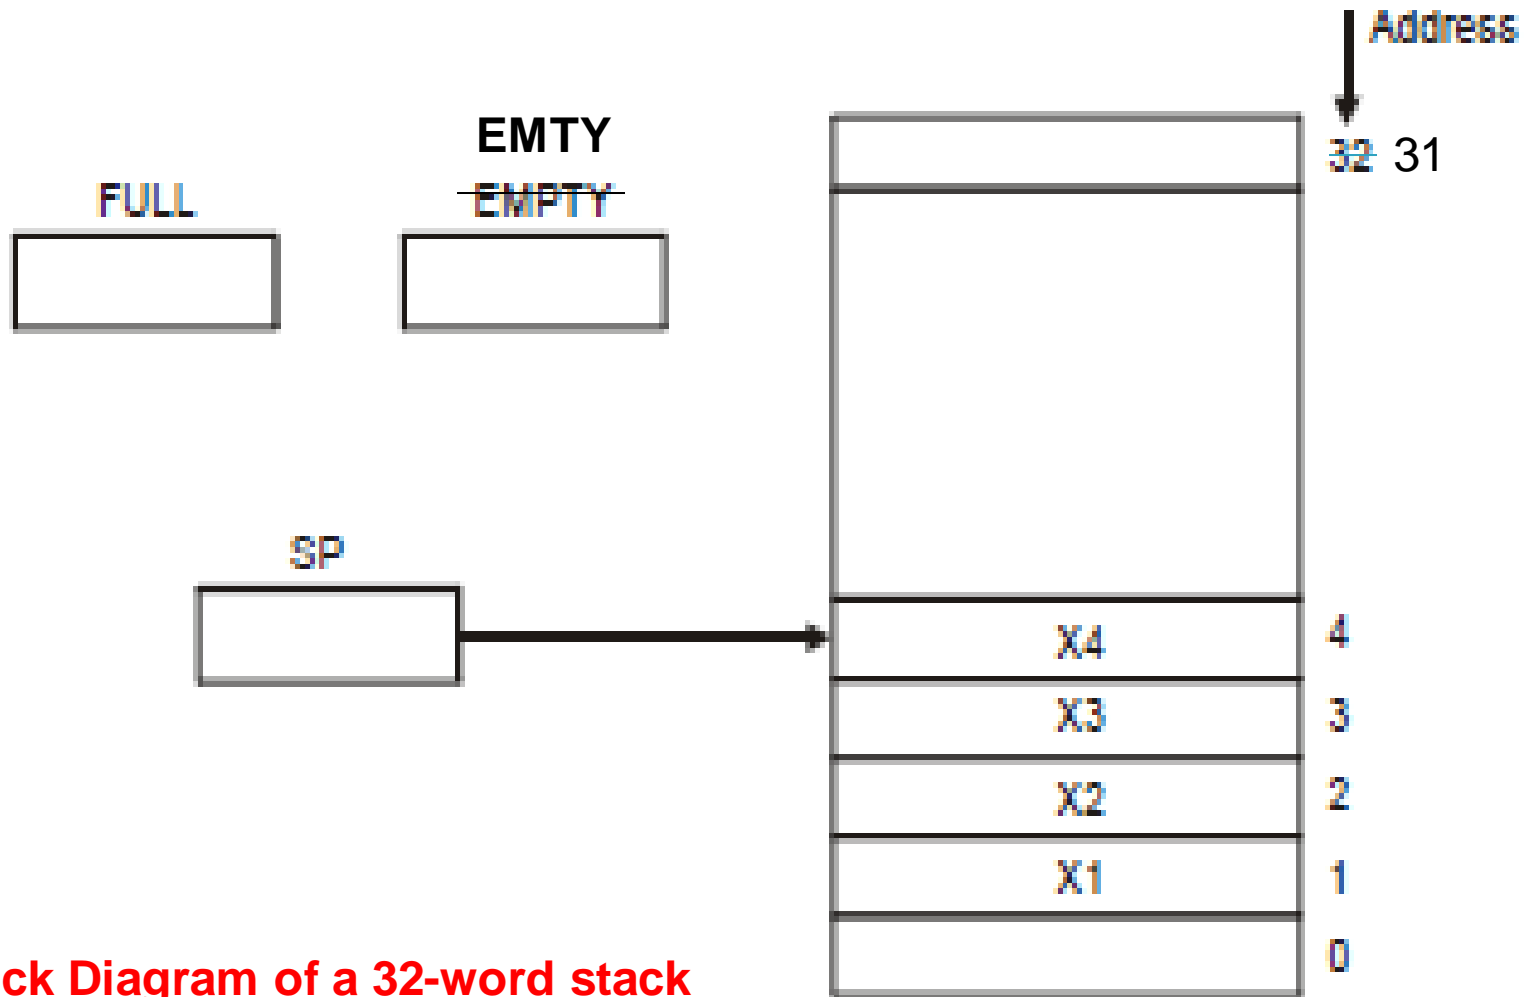 Address
EMTY
32 31
FULL
EMPTY
SP
X4 4
X3 3
X2 2
X1 1
0
ck Diagram of a 32-word stack